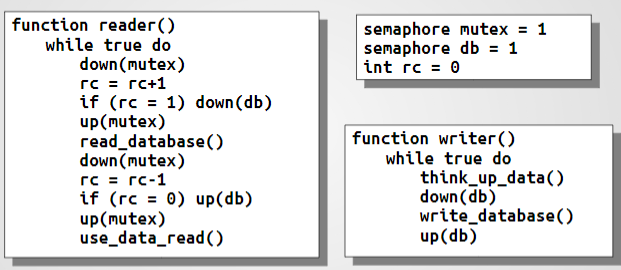 function reader()
while true do
down(mutex)
rc = rc+1
if (rc = 1) down(db)
up(mutex)
read_database()
down(mutex)
rc = rc-1
if (rc = 0) up(db)
up(mutex)
use_data_read()
semaphore mutex = 1
semaphore db = 1
int rc = 0
function writer()
while true do
think_up_data()
down(db)
write_database()
up(db)